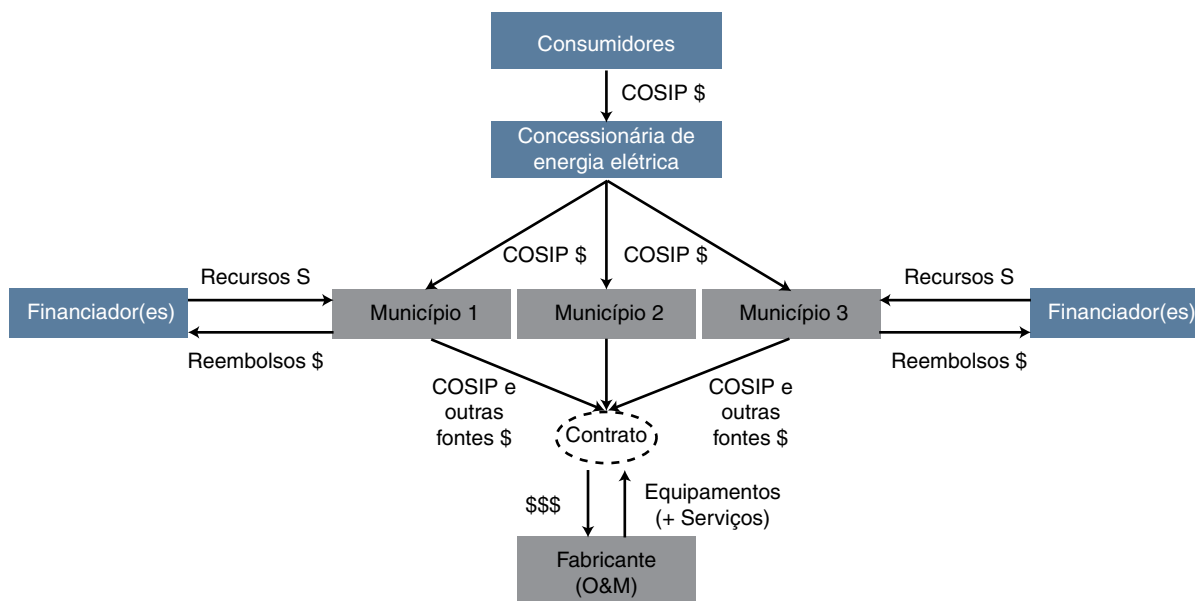 Consumidores
COSIP $
Concessionária de
energia elétrica
COSIP $
COSIP $
Recursos S
Recursos S
Financiador(es)
Município 1
Município 2
Município 3
Financiador(es)
Reembolsos $
Reembolsos $
COSIP e
outras
fontes $
COSIP e
outras
fontes $
Contrato
$$$
Equipamentos
(+ Serviços)
Fabricante
(O&M)